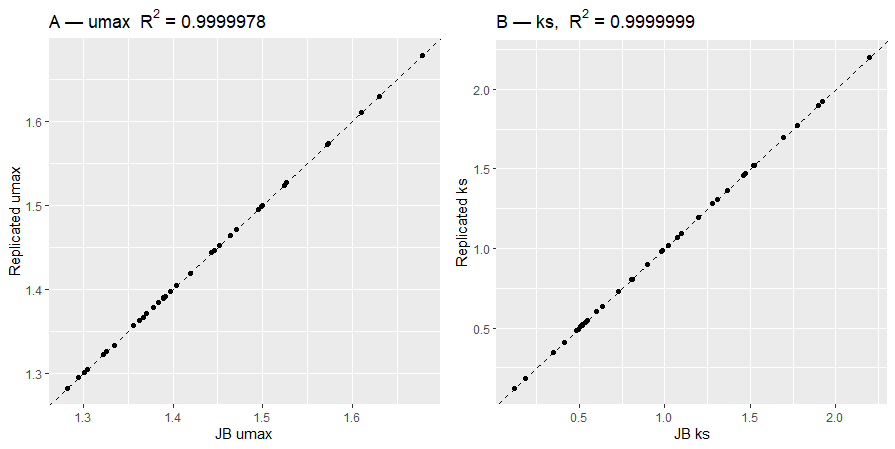 A — umax  R² = 0.9999978
Replicated umax
1.6
1.5
1.4
1.3
1.3 1.4 1.5 1.6
JB umax
B — ks,  R² = 0.9999999
Replicated ks
2.0
1.5
1.0
0.5
0.5 1.0 1.5 2.0
JB ks